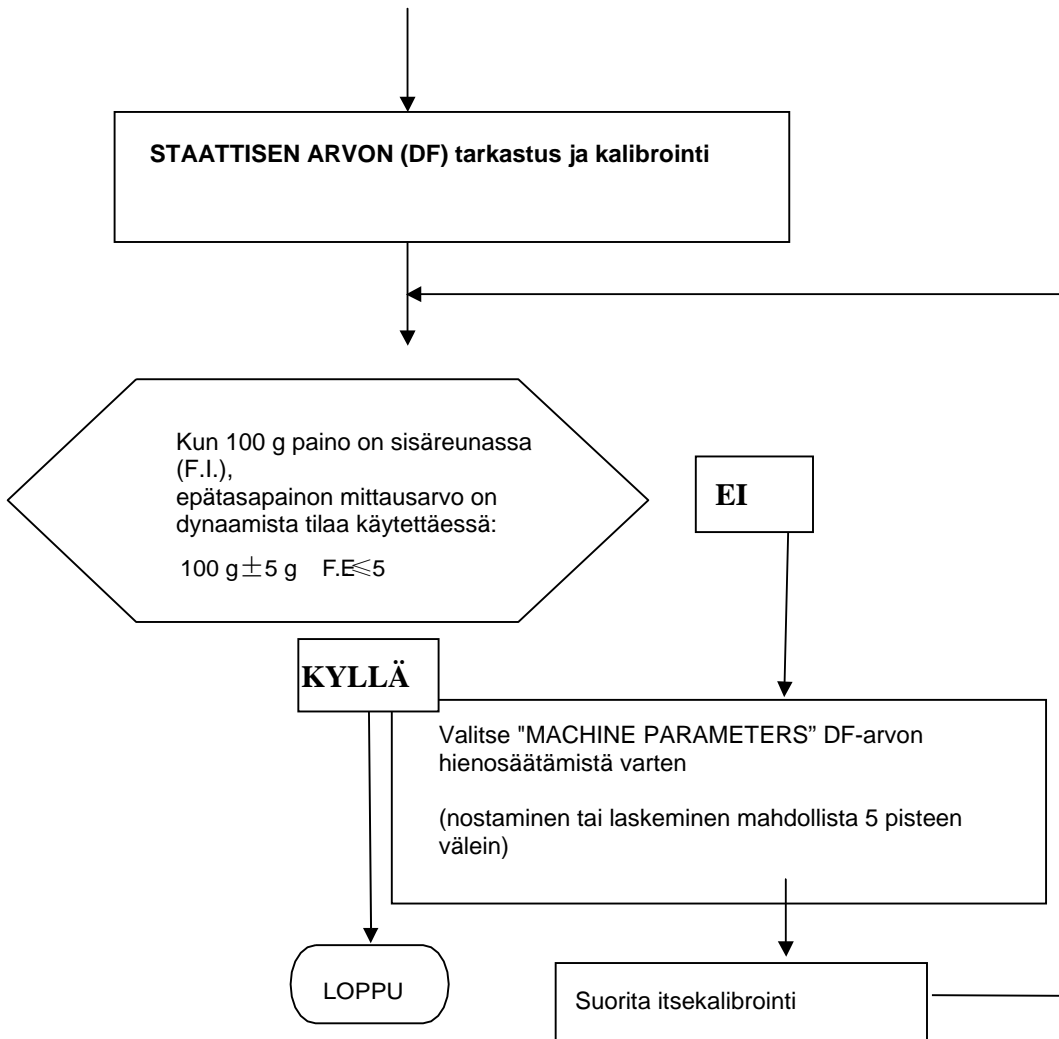 STAATTISEN ARVON (DF) tarkastus ja kalibrointi
Kun 100 g paino on sisäreunassa
(F.I.),
epätasapainon mittausarvo on
dynaamista tilaa käytettäessä:
100 g±5 g F.E≤5
EI
KYLLÄ
Valitse "MACHINE PARAMETERS” DF-arvon
hienosäätämistä varten
(nostaminen tai laskeminen mahdollista 5 pisteen
välein)
LOPPU
Suorita itsekalibrointi